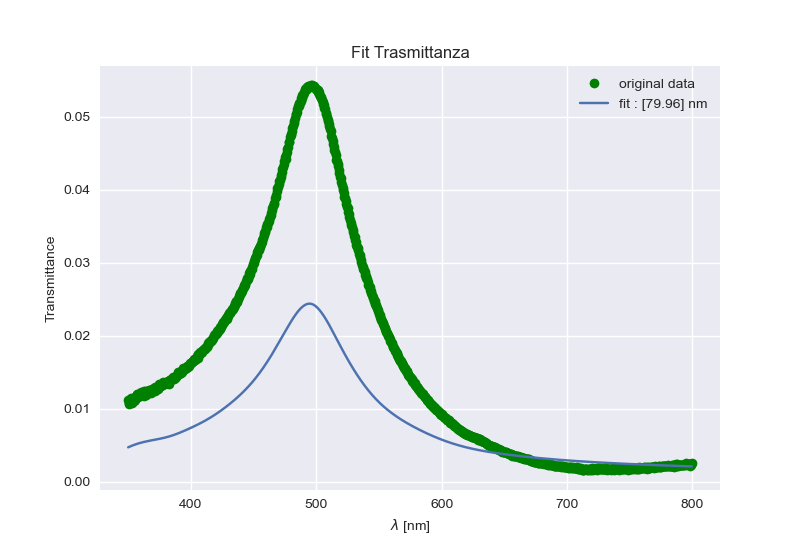 Fit Trasmittanza
original data
fit : [79.96] nm
Transmittance
0.05
0.04
0.03
0.02
0.01
0.00
400 500 600 700 800
λ [nm]